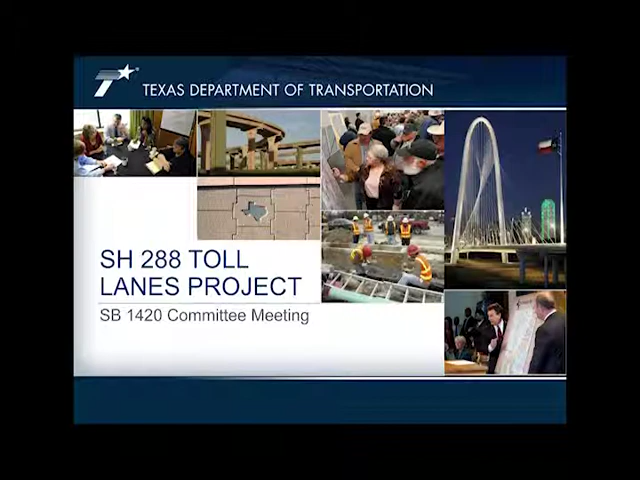 TEXAS DEPARTMENT OF TRANSPORTATION
SH 288 TOLL
LANES PROJECT
SB 1420 Committee Meeting